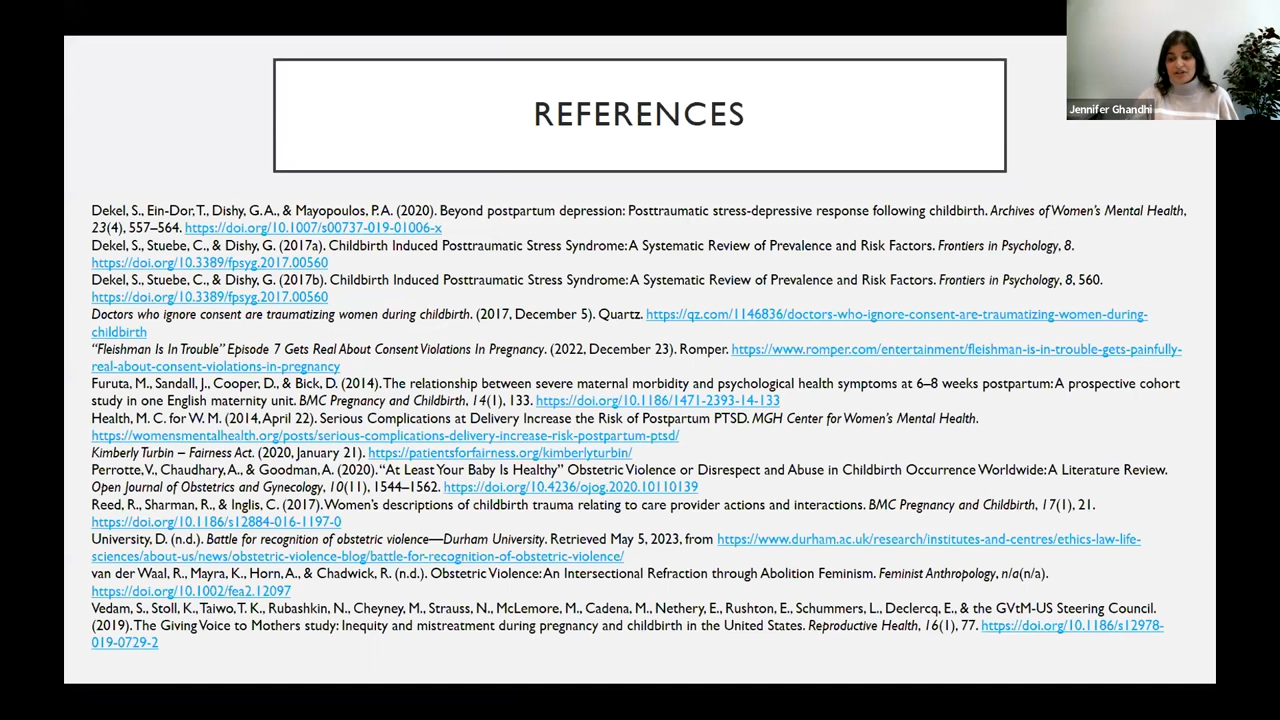 Jennifer Ghandhi
REFERENCES
Dekel, S., Ein-Dor, T., Dishy, G.A., & Mayopoulos, P.A. (2020). Beyond postpartum depression: Posttraumatic stress-depressive response following childbirth. Archives of Women's Mental Health,
23(4), 557–564. https://doi.org/10.1007/s00737-019-01006-x
Dekel, S., Stuebe, C., & Dishy, G. (2017a). Childbirth Induced Posttraumatic Stress Syndrome: A Systematic Review of Prevalence and Risk Factors. Frontiers in Psychology, 8.
https://doi.org/10.3389/fpsyg.2017.00560
Dekel, S., Stuebe, C., & Dishy, G. (2017b). Childbirth Induced Posttraumatic Stress Syndrome: A Systematic Review of Prevalence and Risk Factors. Frontiers in Psychology, 8, 560.
https://doi.org/10.3389/fpsyg.2017.00560
Doctors who ignore consent are traumatizing women during childbirth. (2017, December 5). Quartz. https://qz.com/1146836/doctors-who-ignore-consent-are-traumatizing-women-during-
childbirth
“Fleishman Is In Trouble” Episode 7 Gets Real About Consent Violations In Pregnancy. (2022, December 23). Romper. https://www.romper.com/entertainment/fleishman-is-in-trouble-gets-painfully-
real-about-consent-violations-in-pregnancy
Furuta, M., Sandall, J., Cooper, D., & Bick, D. (2014). The relationship between severe maternal morbidity and psychological health symptoms at 6–8 weeks postpartum: A prospective cohort
study in one English maternity unit. BMC Pregnancy and Childbirth, 14(1), 133. https://doi.org/10.1186/1471-2393-14-133
Health, M. C. for W. M. (2014, April 22). Serious Complications at Delivery Increase the Risk of Postpartum PTSD. MGH Center for Women's Mental Health.
https://womensmentalhealth.org/posts/serious-complications-delivery-increase-risk-postpartum-ptsd/
Kimberly Turbin – Fairness Act. (2020, January 21). https://patientsforfairness.org/kimberlyturbin/
Perrotte, V., Chaudhary, A., & Goodman, A. (2020). “At Least Your Baby Is Healthy” Obstetric Violence or Disrespect and Abuse in Childbirth Occurrence Worldwide: A Literature Review.
Open Journal of Obstetrics and Gynecology, 10(11), 1544–1562. https://doi.org/10.4236/ojog.2020.10110139
Reed, R., Sharman, R., & Inglis, C. (2017). Women's descriptions of childbirth trauma relating to care provider actions and interactions. BMC Pregnancy and Childbirth, 17(1), 21.
https://doi.org/10.1186/s12884-016-1197-0
University, D. (n.d.). Battle for recognition of obstetric violence—Durham University. Retrieved May 5, 2023, from https://www.durham.ac.uk/research/institutes-and-centres/ethics-law-life-
sciences/about-us/news/obstetric-violence-blog/battle-for-recognition-of-obstetric-violence/
van der Waal, R., Mayra, K., Horn, A., & Chadwick, R. (n.d.). Obstetric Violence: An Intersectional Refraction through Abolition Feminism. Feminist Anthropology, n/a(n/a).
https://doi.org/10.1002/fea2.12097
Vedam, S., Stoll, K., Taiwo, T. K., Rubashkin, N., Cheyney, M., Strauss, N., McLemore, M., Cadena, M., Nethery, E., Rushton, E., Schummers, L., Declercq, E., & the GVtM-US Steering Council.
(2019). The Giving Voice to Mothers study: Inequity and mistreatment during pregnancy and childbirth in the United States. Reproductive Health, 16(1), 77. https://doi.org/10.1186/s12978-
019-0729-2